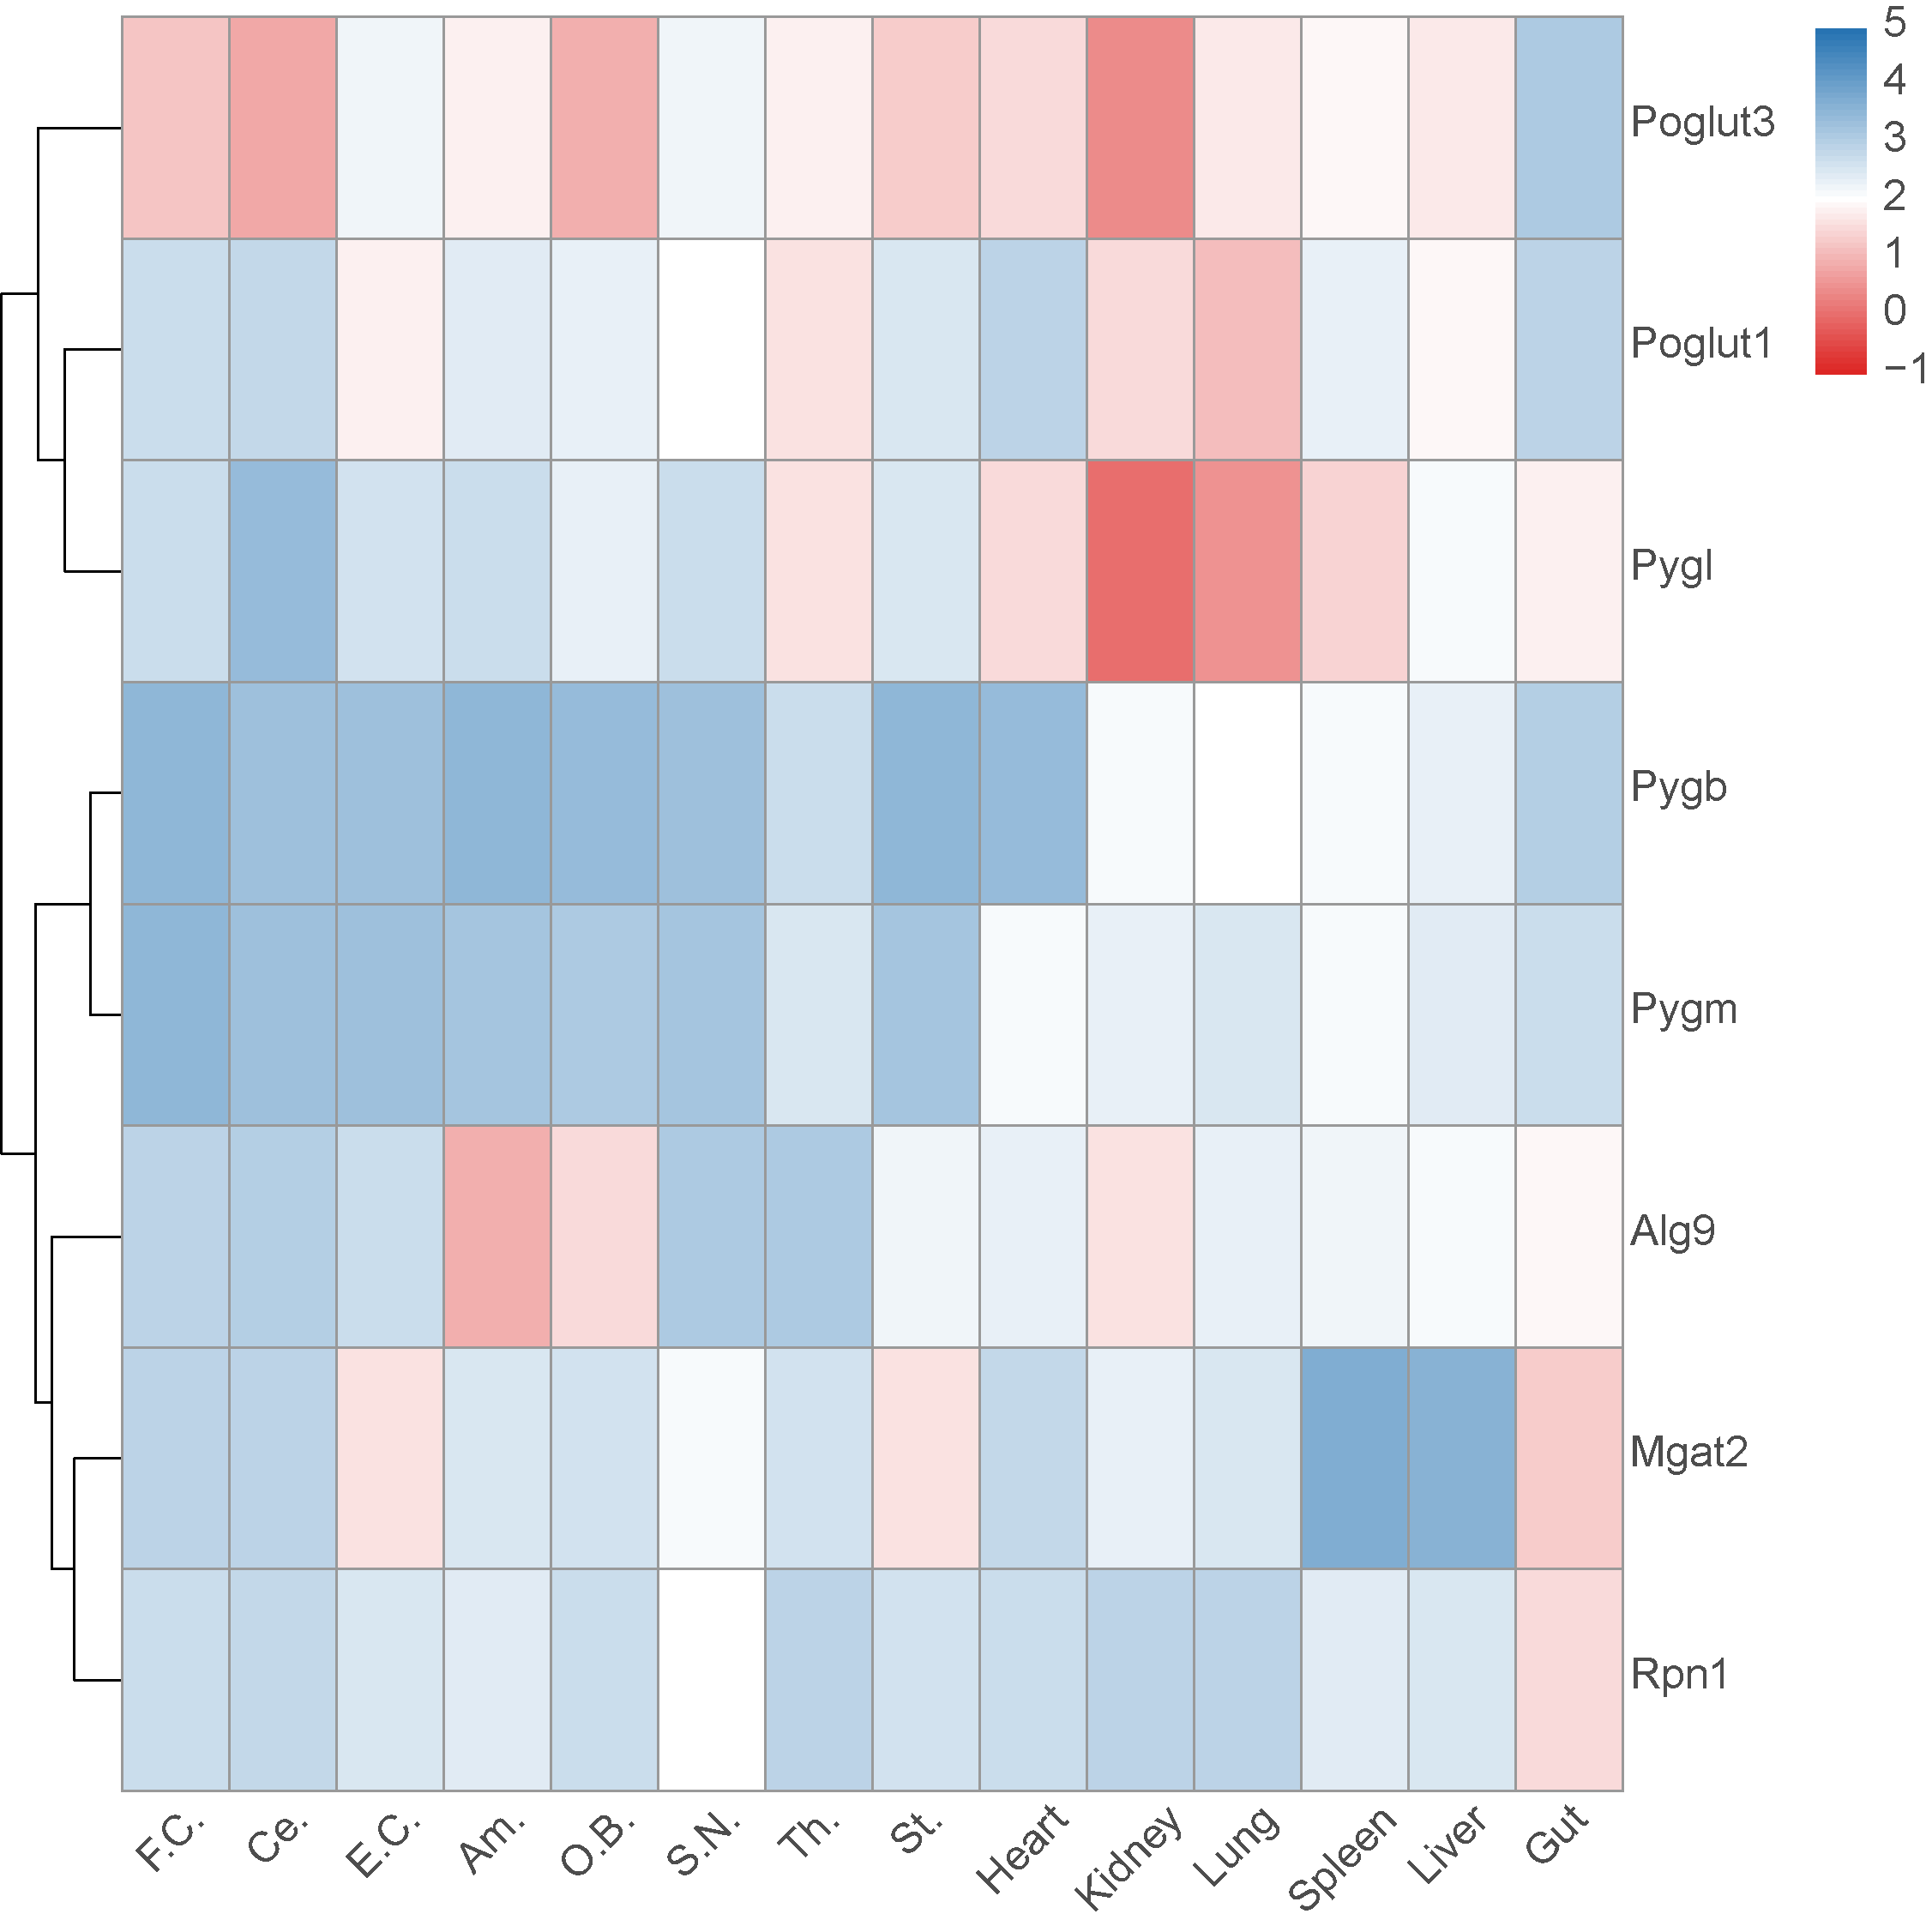 5
4
3
2
1
0
−1
Poglut3
Poglut1
Pygl
Pygb
Pygm
Alg9
Mgat2
Rpn1
F.C.
Ce.
E.C.
Am.
O.B.
S.N.
Th.
St.
Heart
Kidney
Lung
Spleen
Liver
Gut